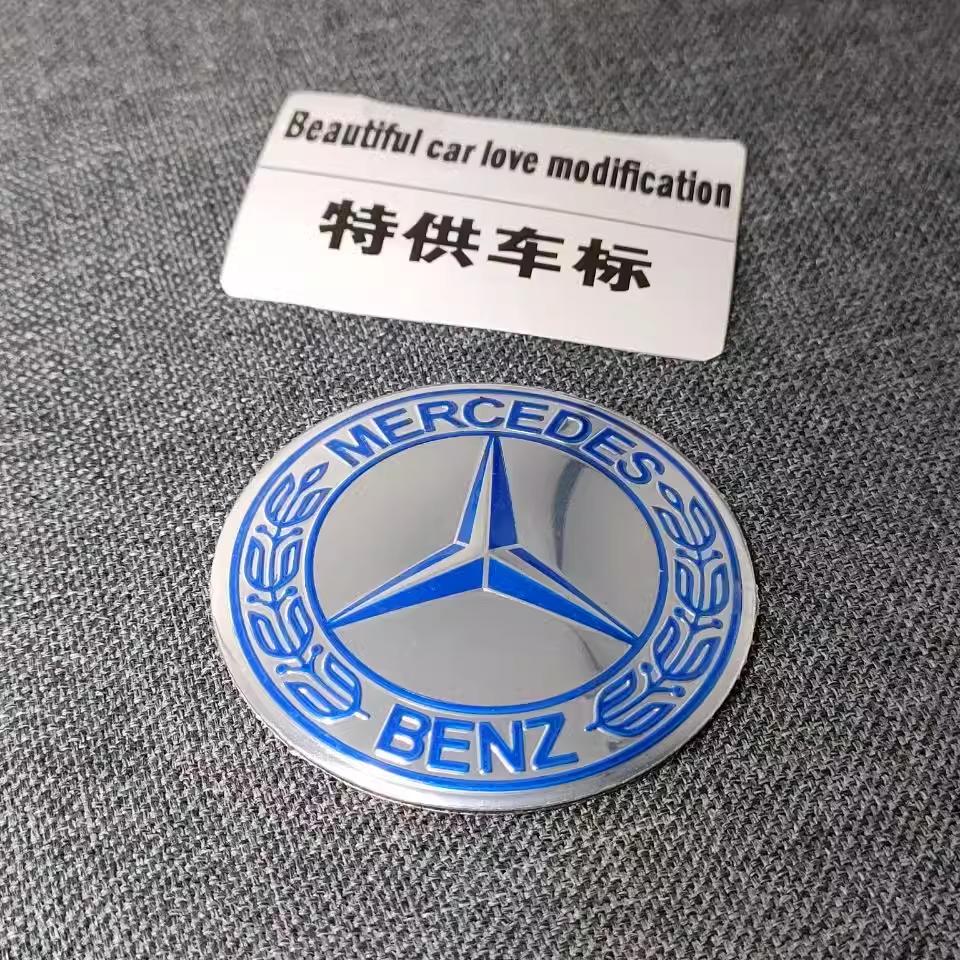 Beautiful car love modification
特供车标
MERCEDES
BENZ